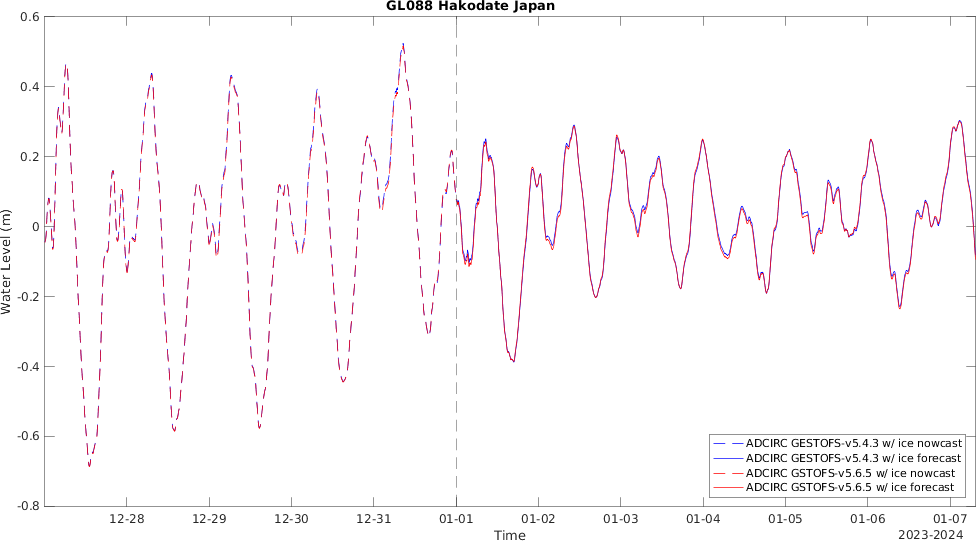 GL088 Hakodate Japan
0.6
0.4
0.2
0
-0.2
-0.4
-0.6
-0.8
Water Level (m)
ADCIRC GESTOFS-v5.4.3 w/ ice nowcast
ADCIRC GESTOFS-v5.4.3 w/ ice forecast
ADCIRC GSTOFS-v5.6.5 w/ ice nowcast
ADCIRC GSTOFS-v5.6.5 w/ ice forecast
12-28 12-29 12-30 12-31 01-01 01-02 01-03 01-04 01-05 01-06 01-07
Time
2023-2024